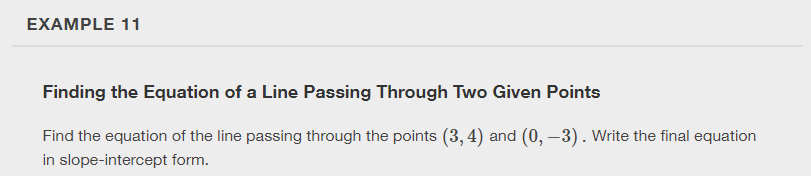 EXAMPLE 11
Finding the Equation of a Line Passing Through Two Given Points
Find the equation of the line passing through the points (3, 4) and (0, −3) . Write the final equation
in slope-intercept form.